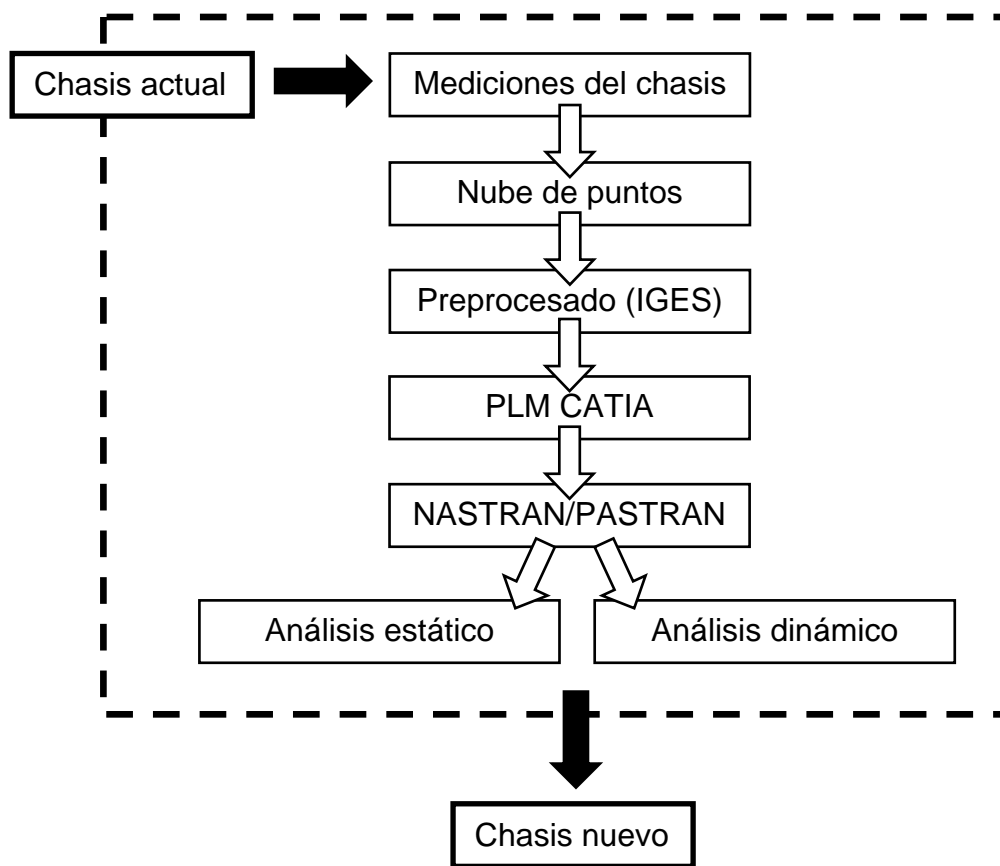 Chasis actual
Mediciones del chasis
Nube de puntos
Preprocesado (IGES)
PLM CATIA
NASTRAN/PASTRAN
Análisis estático
Análisis dinámico
Chasis nuevo